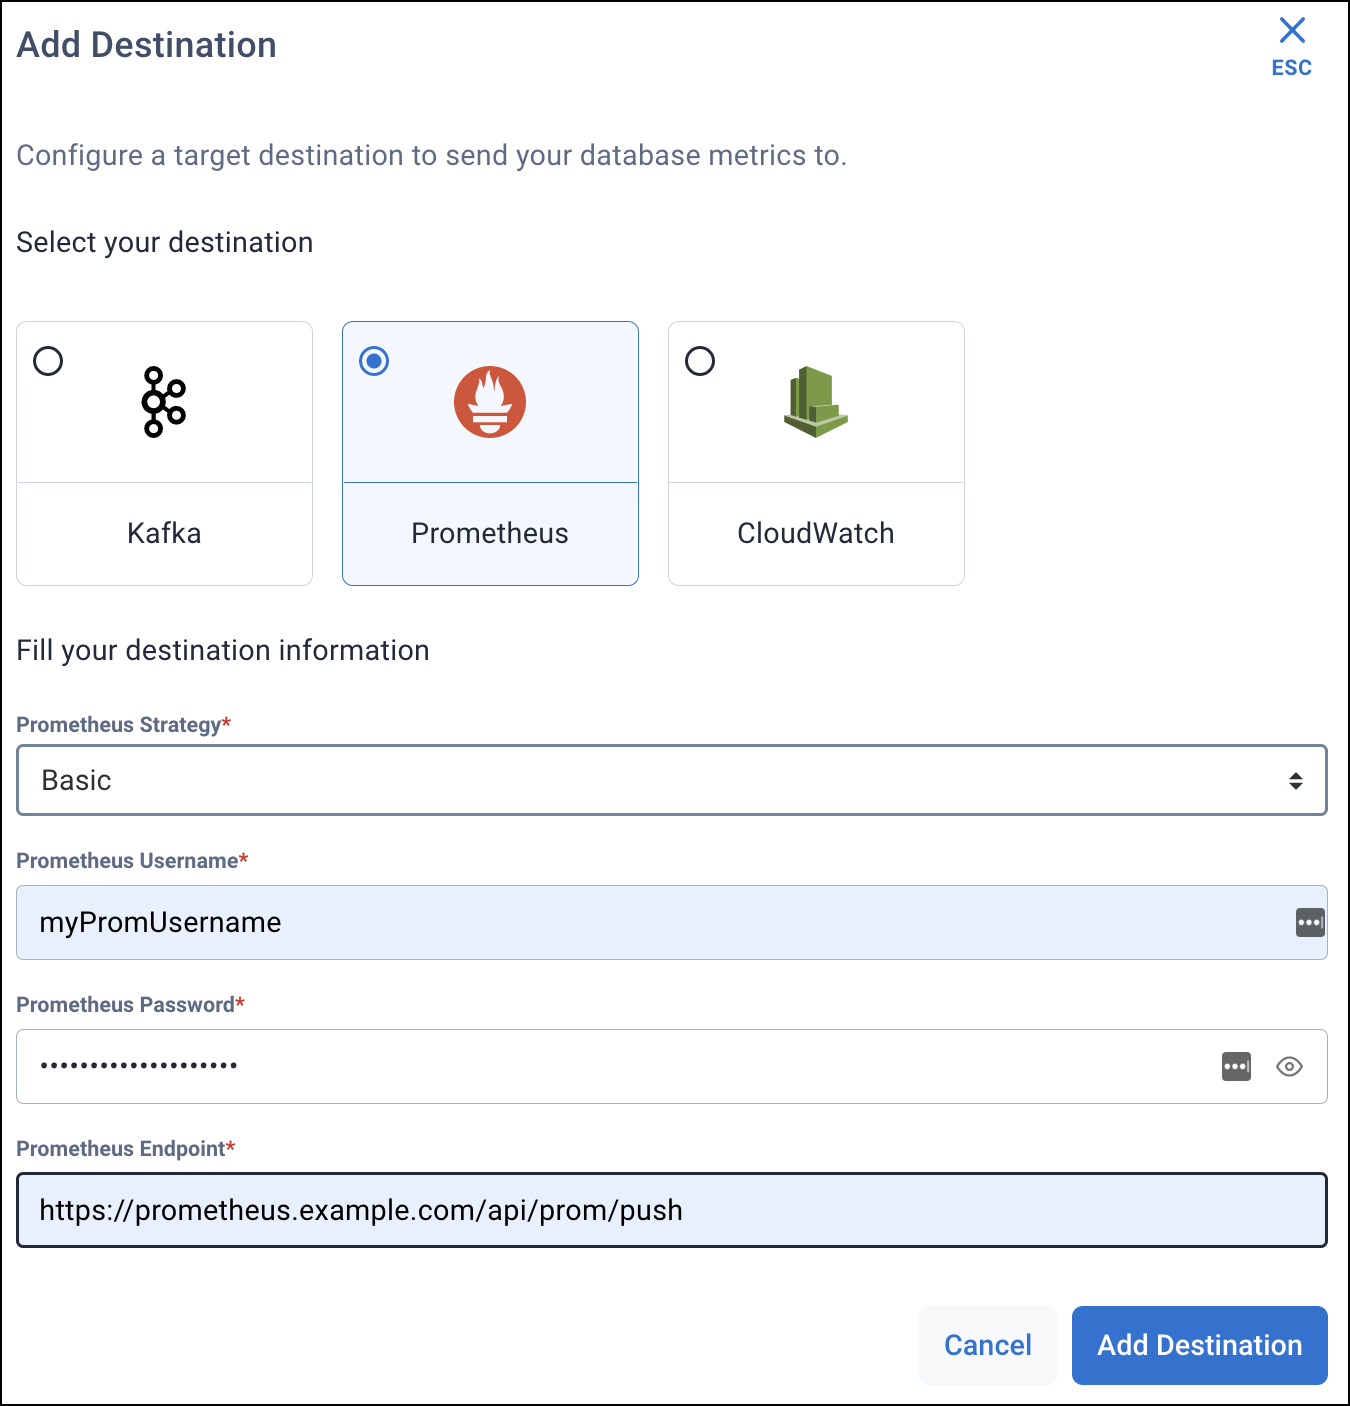 Add Destination
ESC
Configure a target destination to send your database metrics to.
Select your destination
Kafka
Prometheus
CloudWatch
Fill your destination information
Prometheus Strategy*
Basic
Prometheus Username*
myPromUsername
Prometheus Password*
••••••••••••••••••••
Prometheus Endpoint*
https://prometheus.example.com/api/prom/push
Cancel
Add Destination